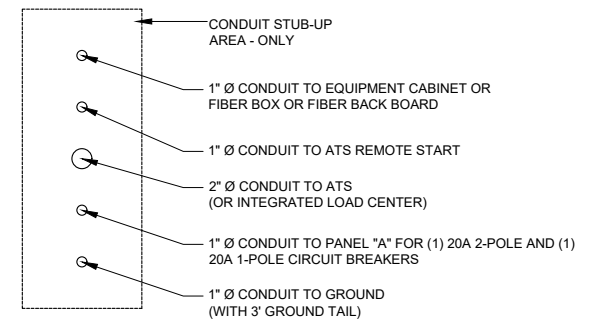 CONDUIT STUB-UP
AREA - ONLY
1" Ø CONDUIT TO EQUIPMENT CABINET OR
FIBER BOX OR FIBER BACK BOARD
1" Ø CONDUIT TO ATS REMOTE START
2" Ø CONDUIT TO ATS
(OR INTEGRATED LOAD CENTER)
1" Ø CONDUIT TO PANEL "A" FOR (1) 20A 2-POLE AND (1)
20A 1-POLE CIRCUIT BREAKERS
1" Ø CONDUIT TO GROUND
(WITH 3' GROUND TAIL)